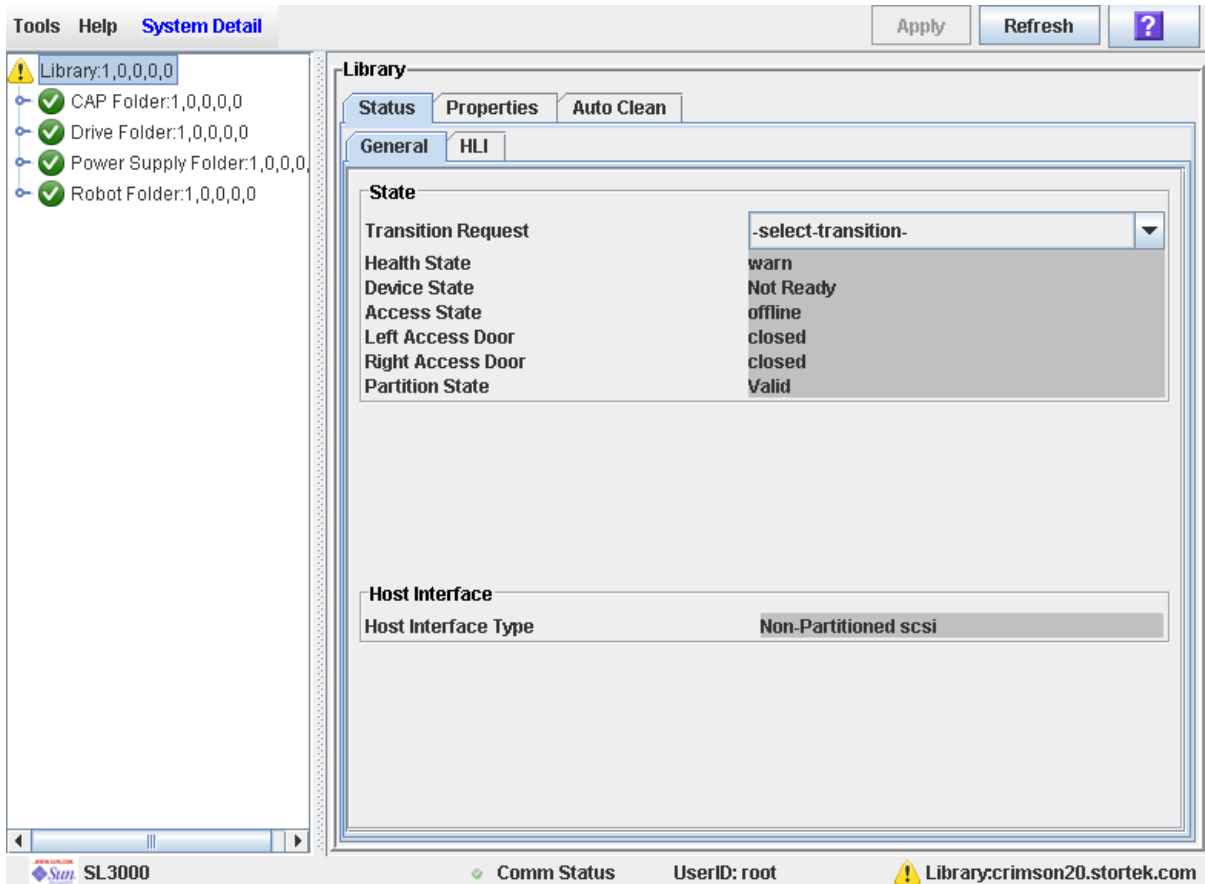 Tools Help System Detail
Apply Refresh ?
Library:1,0,0,0,0
CAP Folder:1,0,0,0,0
Drive Folder:1,0,0,0,0
Power Supply Folder:1,0,0,0,
Robot Folder:1,0,0,0,0
Library
Status Properties Auto Clean
General HLI
State
Transition Request -select-transition-
Health State warn
Device State Not Ready
Access State offline
Left Access Door closed
Right Access Door closed
Partition State Valid
Host Interface
Host Interface Type Non-Partitioned scsi
Sun SL3000 Comm Status UserID: root Library:crimson20.stortek.com